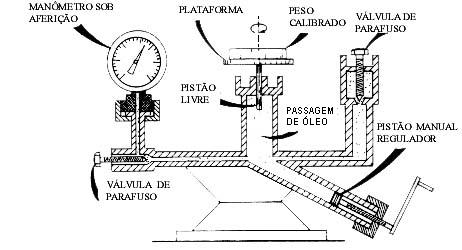 MANÔMETRO SOB
AFERIÇÃO
PLATAFORMA
PESO
CALIBRADO
VÁLVULA DE
PARAFUSO
PISTÃO
LIVRE
PASSAGEM
DE ÓLEO
PISTÃO MANUAL
REGULADOR
VÁLVULA DE
PARAFUSO